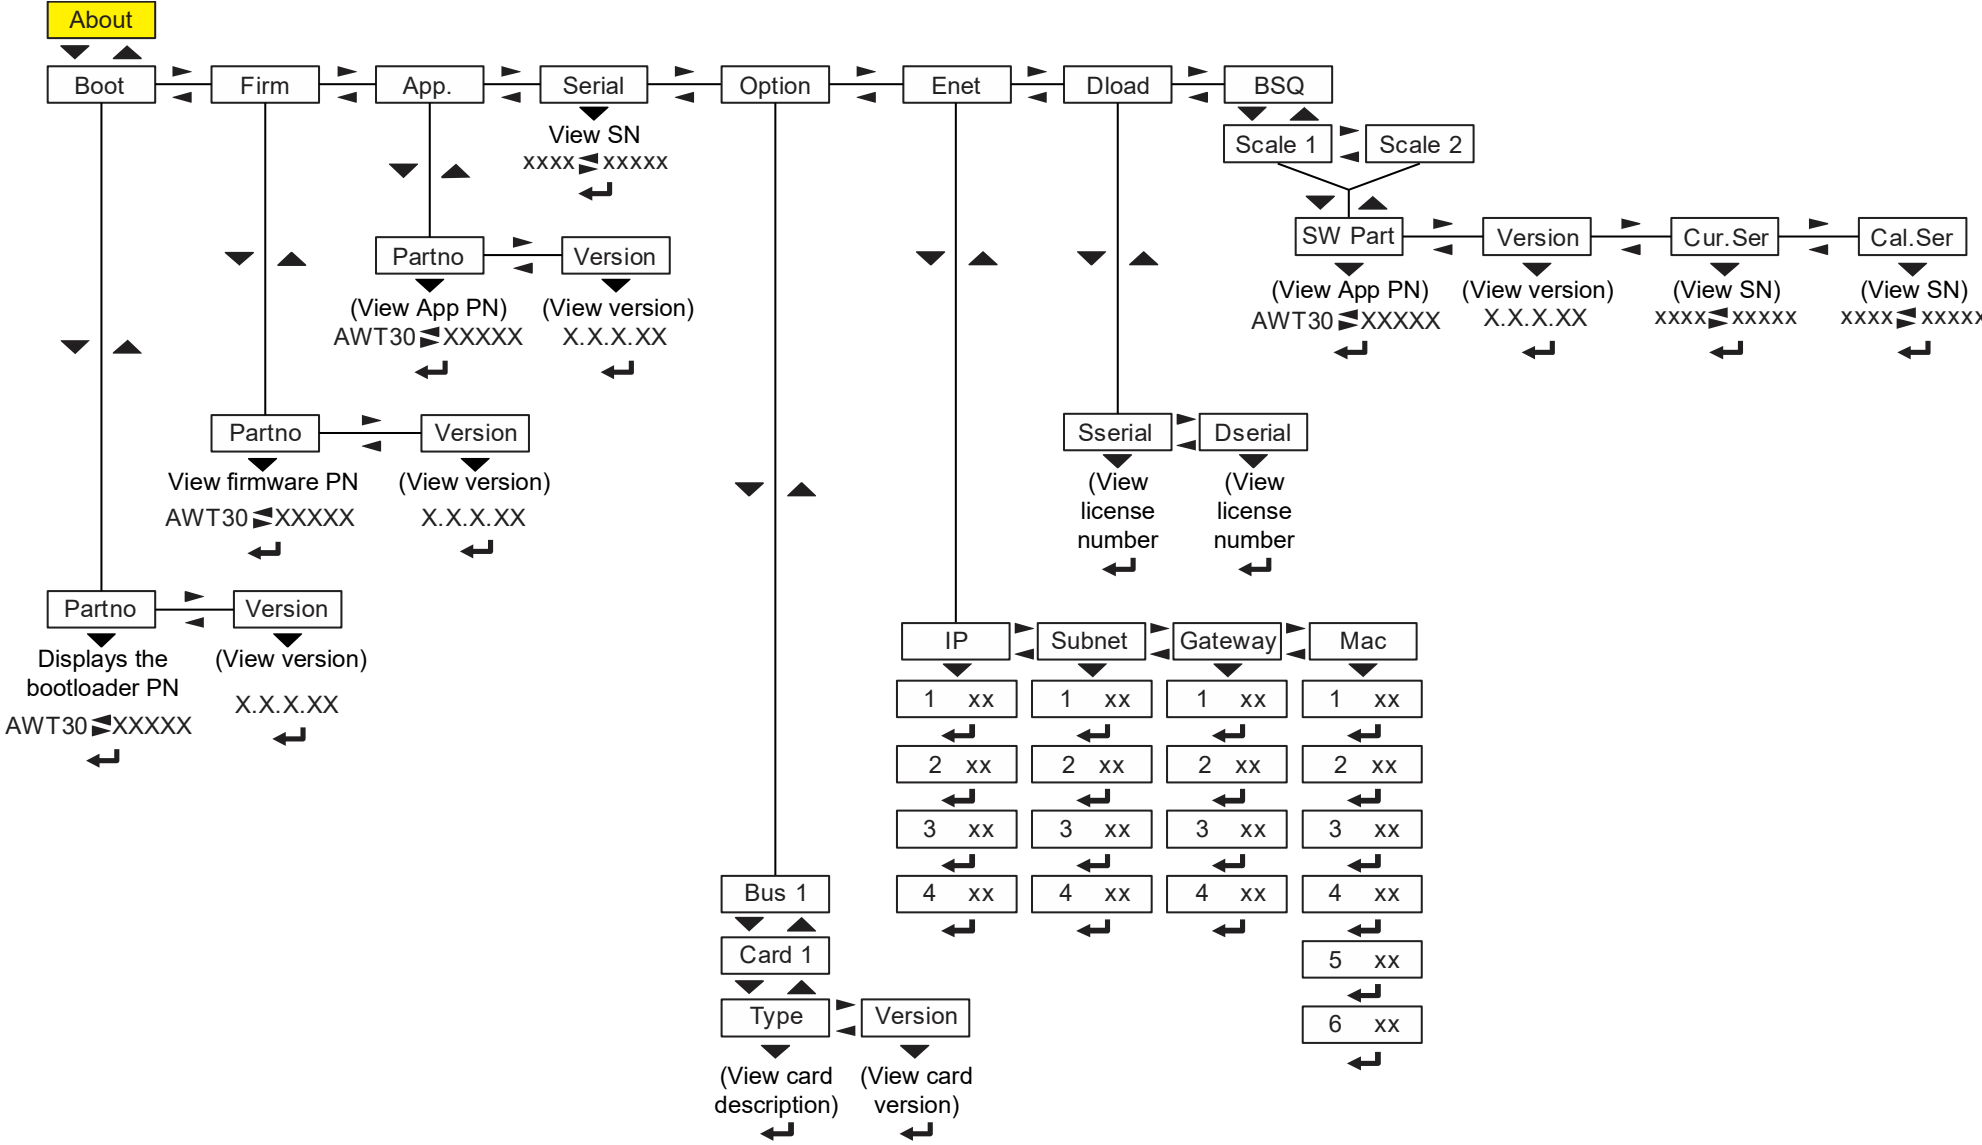 About
Boot Firm App. Serial Option Enet Dload BSQ
View SN
xxxx xxxxx
Scale 1 Scale 2
SW Part Version Cur.Ser Cal.Ser
(View App PN) (View version) (View SN) (View SN)
AWT30 XXXXX X.X.X.XX xxxx xxxxx xxxx xxxxx
Partno Version
(View App PN) (View version)
AWT30 XXXXX X.X.X.XX
Partno Version
View firmware PN (View version)
AWT30 XXXXX X.X.X.XX
Sserial Dserial
(View (View
license license
number number
Partno Version
Displays the (View version)
bootloader PN
X.X.X.XX
AWT30 XXXXX
IP Subnet Gateway Mac
1 xx 1 xx 1 xx 1 xx
2 xx 2 xx 2 xx 2 xx
3 xx 3 xx 3 xx 3 xx
4 xx 4 xx 4 xx 4 xx
5 xx
6 xx
Bus 1
Card 1
Type Version
(View card (View card
description) version)